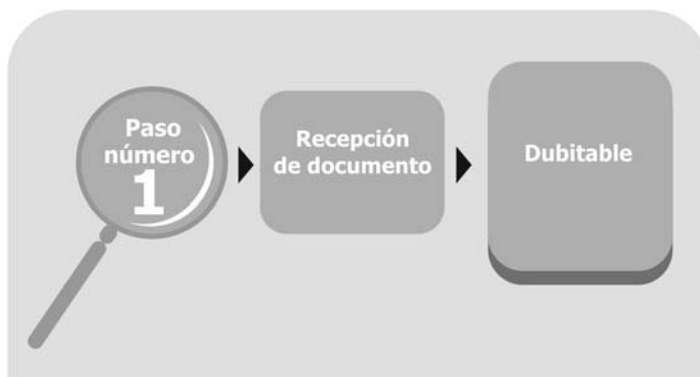 Paso
número
1
Recepción
de documento
Dubitable